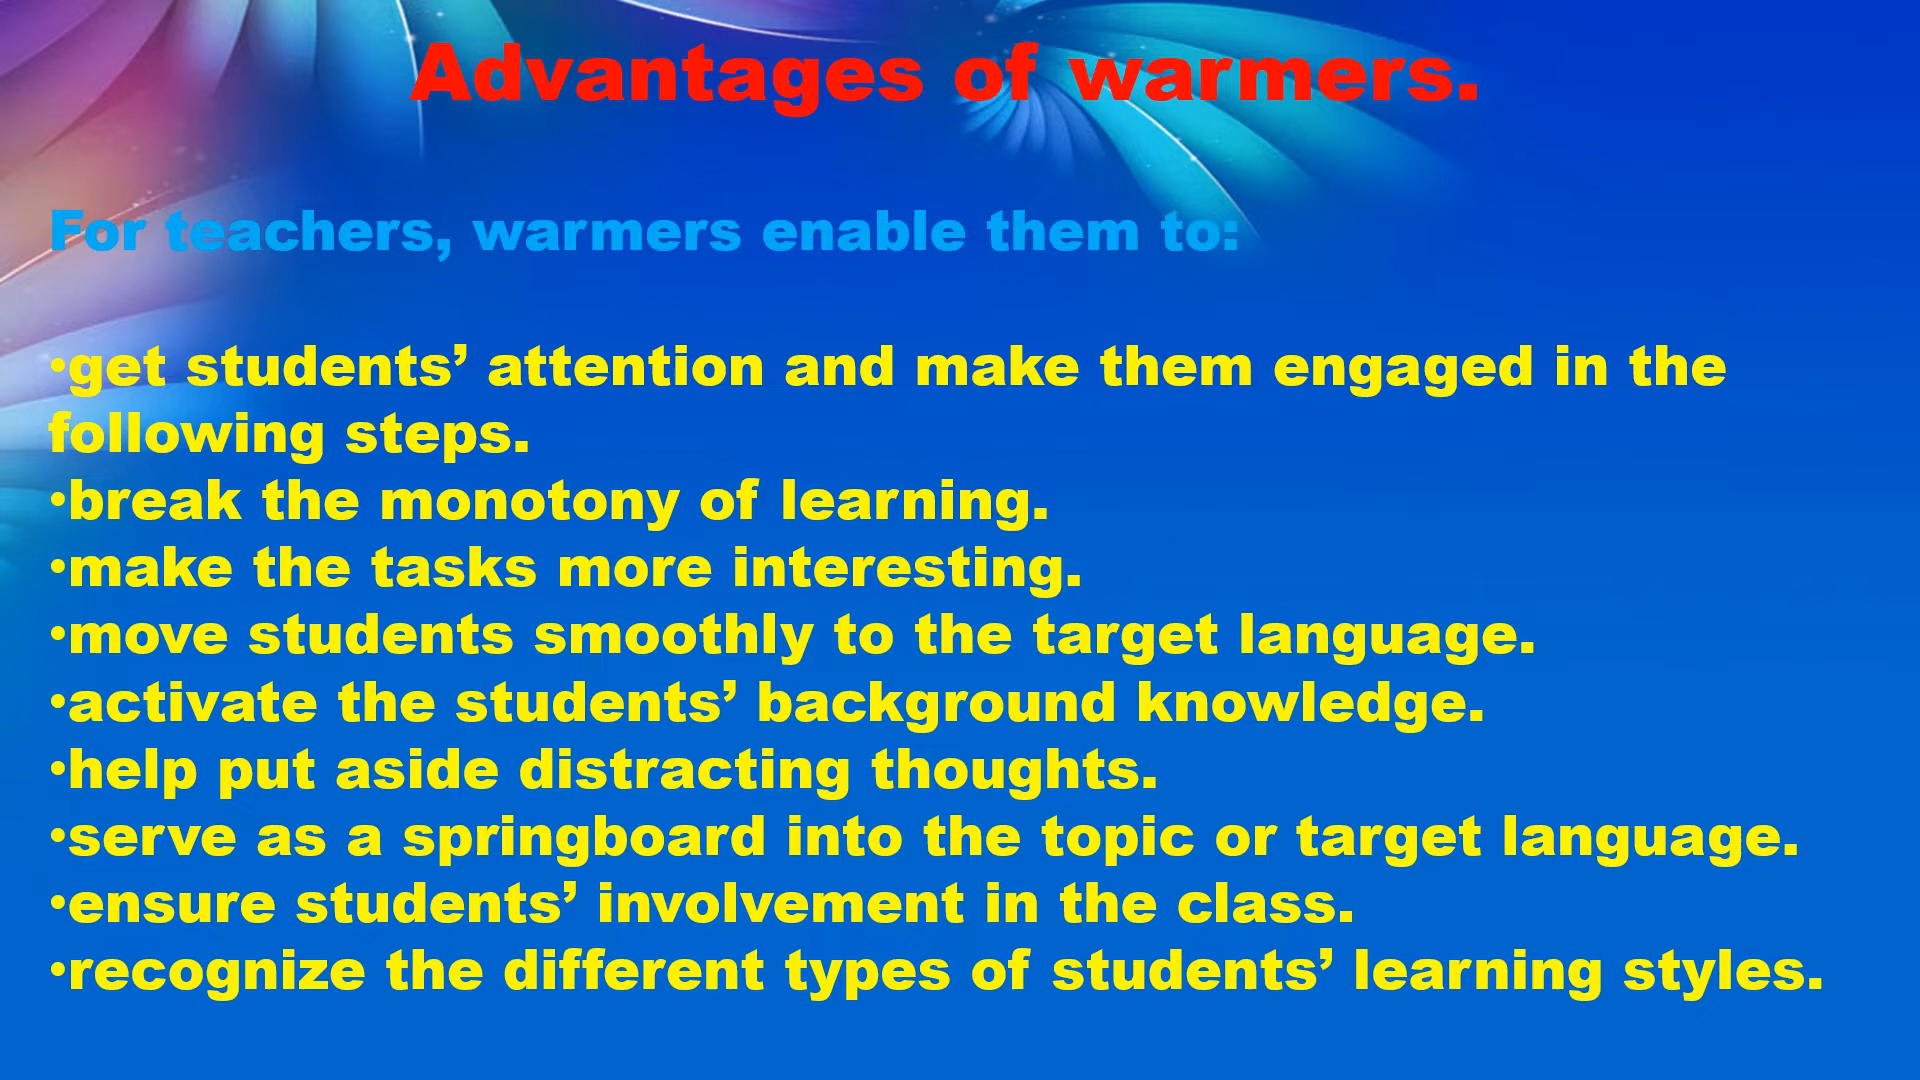 Advantages of warmers.
For teachers, warmers enable them to:
•get students’ attention and make them engaged in the
following steps.
•break the monotony of learning.
•make the tasks more interesting.
•move students smoothly to the target language.
•activate the students’ background knowledge.
•help put aside distracting thoughts.
•serve as a springboard into the topic or target language.
•ensure students’ involvement in the class.
•recognize the different types of students’ learning styles.